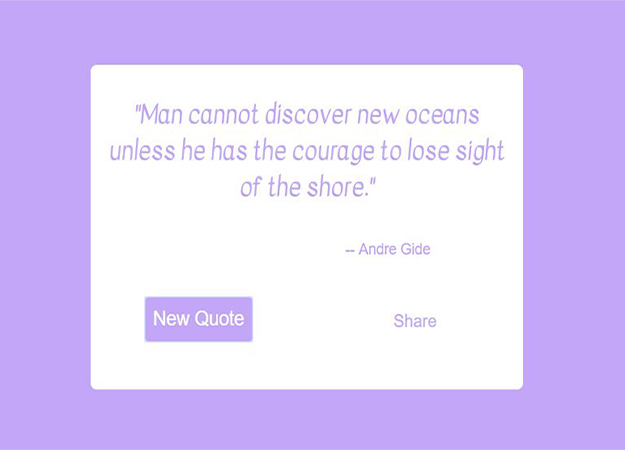 "Man cannot discover new oceans
unless he has the courage to lose sight
of the shore."
-- Andre Gide
New Quote
Share